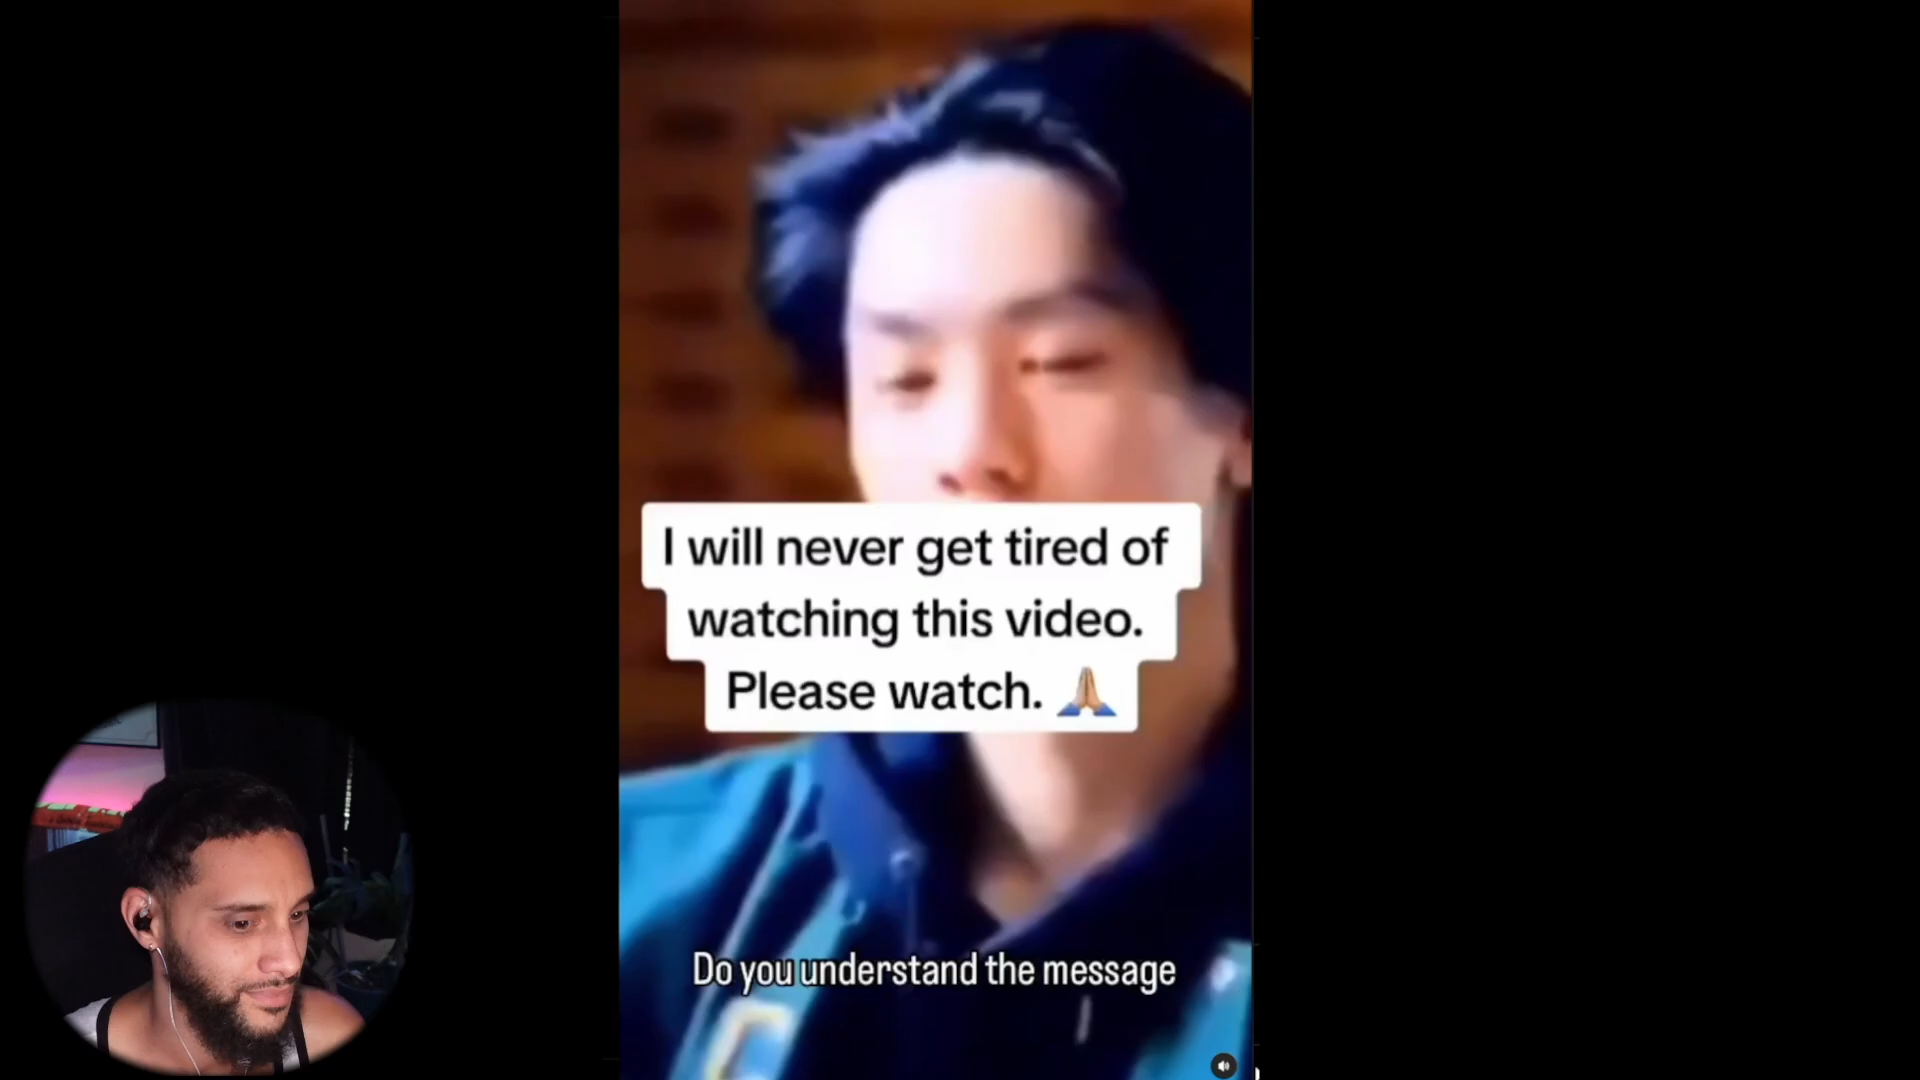 I will never get tired of
watching this video.
Please watch. 🙏🏽
Do you understand the message